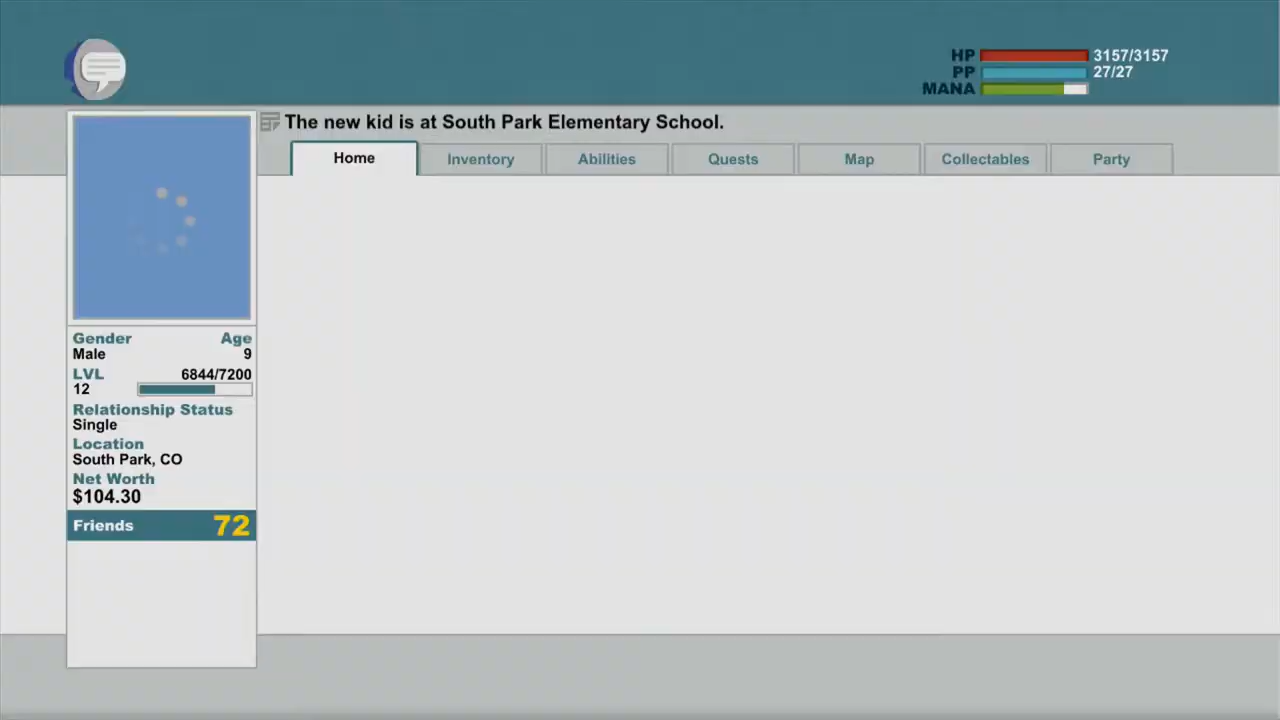 HP 3157/3157
PP 27/27
MANA
The new kid is at South Park Elementary School.
Home Inventory Abilities Quests Map Collectables Party
Gender Age
Male 9
LVL 6844/7200
12
Relationship Status
Single
Location
South Park, CO
Net Worth
$104.30
Friends 72